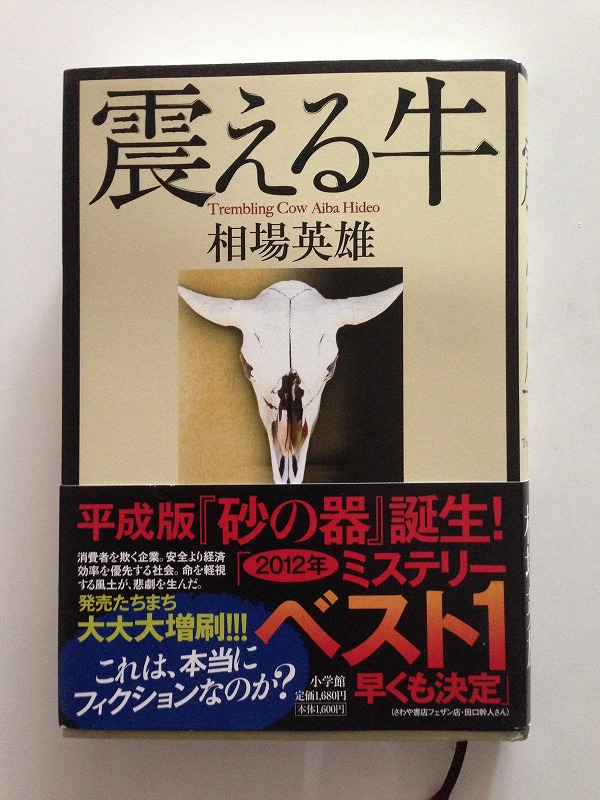 震える牛
Trembling Cow Aiba Hideo
相場英雄
平成版『砂の器』誕生!
消費者を欺く企業。安全より経済
効率を優先する社会。命を軽視
する風土が、悲劇を生んだ。
発売たちまち
大大大増刷!!!
これは、本当に
フィクションなのか?
「2012年ミステリー
ベスト1
早くも決定」
(さわや書店フェザン店・田口幹人さん)
小学館
定価1,680円
本体1,600円